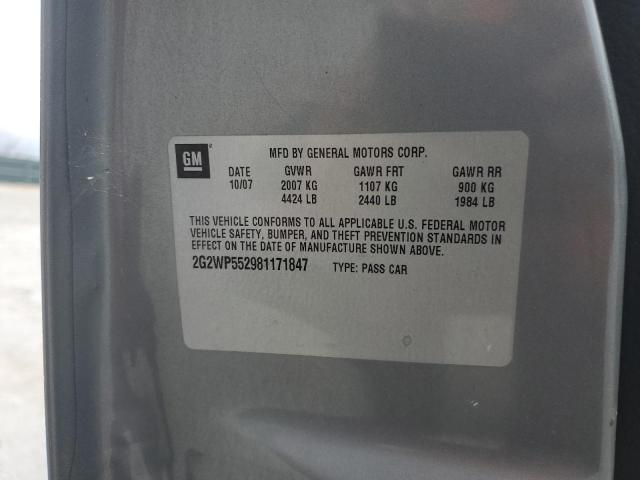 GM
MFD BY GENERAL MOTORS CORP.
DATE GVWR GAWR FRT GAWR RR
10/07 2007 KG 1107 KG 900 KG
4424 LB 2440 LB 1984 LB
THIS VEHICLE CONFORMS TO ALL APPLICABLE U.S. FEDERAL MOTOR
VEHICLE SAFETY, BUMPER, AND THEFT PREVENTION STANDARDS IN
EFFECT ON THE DATE OF MANUFACTURE SHOWN ABOVE.
2G2WP552981171847 TYPE: PASS CAR